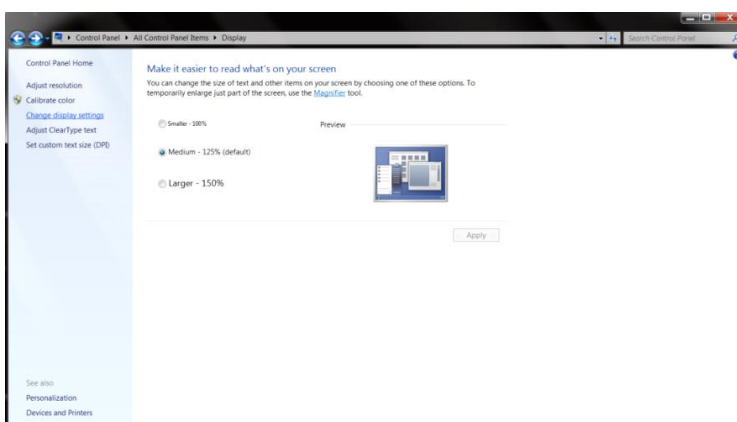 Control Panel ▸ All Control Panel Items ▸ Display
Search Control Panel
Control Panel Home
Adjust resolution
Calibrate color
Change display settings
Adjust ClearType text
Set custom text size (DPI)
See also
Personalization
Devices and Printers
Make it easier to read what's on your screen
You can change the size of text and other items on your screen by choosing one of these options. To
temporarily enlarge just part of the screen, use the Magnifier tool.
Smaller - 100%
Preview
Medium - 125% (default)
Larger - 150%
Apply